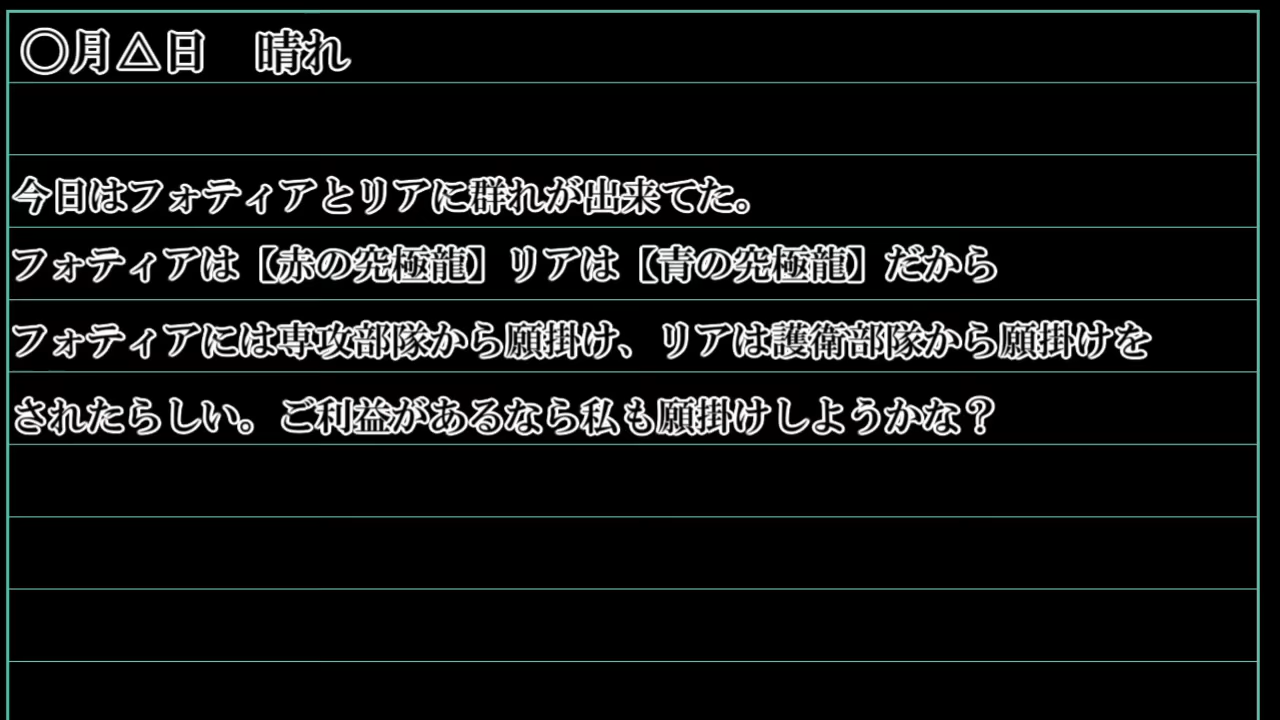 〇月△日　晴れ
今日はフォティアとリアに群れが出来てた。
フォティアは【赤の究極龍】リアは【青の究極龍】だから
フォティアには専攻部隊から願掛け、リアは護衛部隊から願掛けを
されたらしい。ご利益があるなら私も願掛けしようかな？